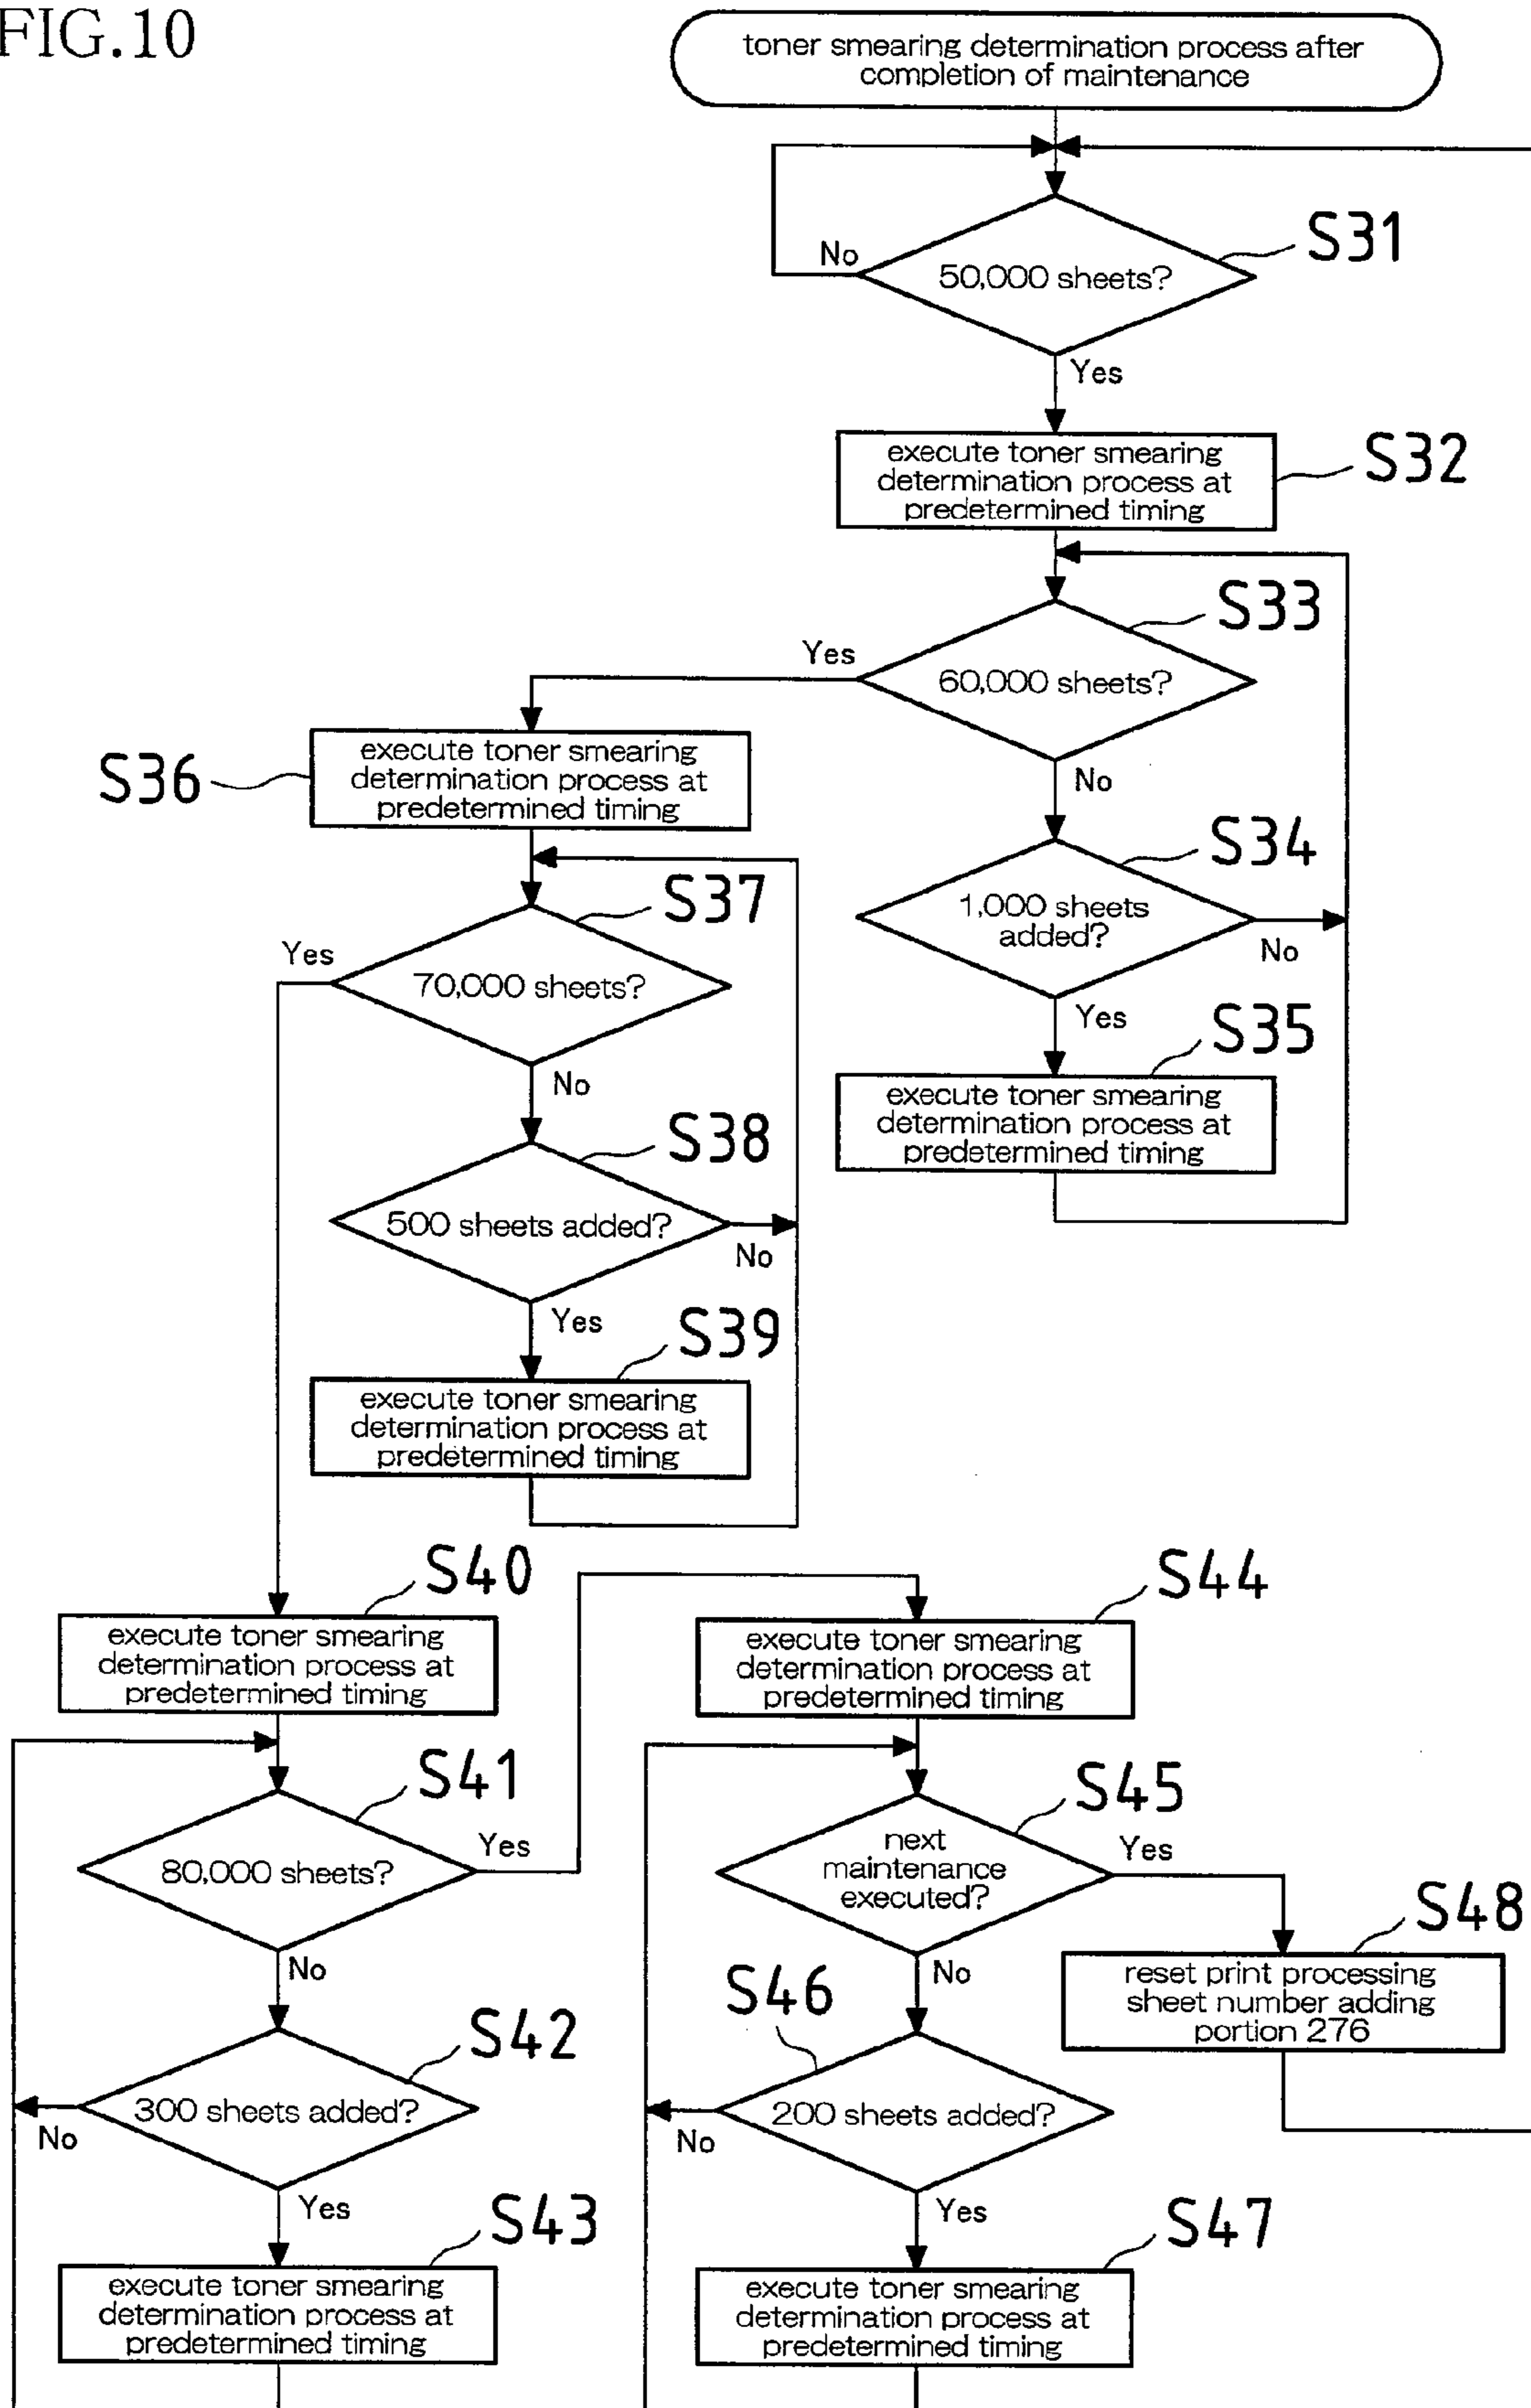 FIG.10
toner smearing determination process after
completion of maintenance
S31
No
50,000 sheets?
Yes
S32
execute toner smearing
determination process at
predetermined timing
S33
Yes
60,000 sheets?
No
S36
execute toner smearing
determination process at
predetermined timing
S34
1,000 sheets
added?
No
Yes
S35
execute toner smearing
determination process at
predetermined timing
S37
Yes
70,000 sheets?
No
S38
500 sheets added?
No
Yes
S39
execute toner smearing
determination process at
predetermined timing
S40
execute toner smearing
determination process at
predetermined timing
S41
80,000 sheets?
Yes
No
S42
300 sheets added?
No
Yes
S43
execute toner smearing
determination process at
predetermined timing
S44
execute toner smearing
determination process at
predetermined timing
S45
next
maintenance
executed?
Yes
No
S48
reset print processing
sheet number adding
portion 276
S46
200 sheets added?
No
Yes
S47
execute toner smearing
determination process at
predetermined timing